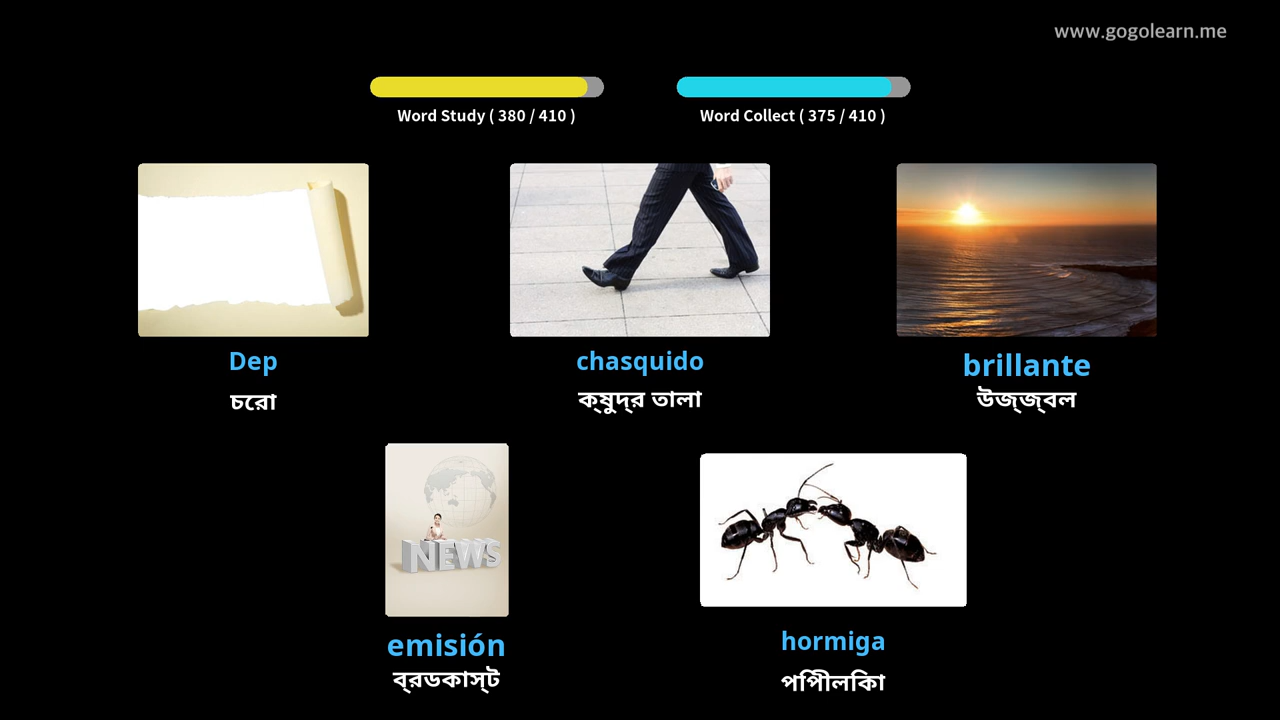 www.gogolearn.me
Word Study ( 380 / 410 )
Word Collect ( 375 / 410 )
Dep
চেরা
chasquido
ক্ষুদ্র তালা
brillante
উজ্জ্বল
NEWS
emisión
ব্রডকাস্ট
hormiga
পিপীলিকা